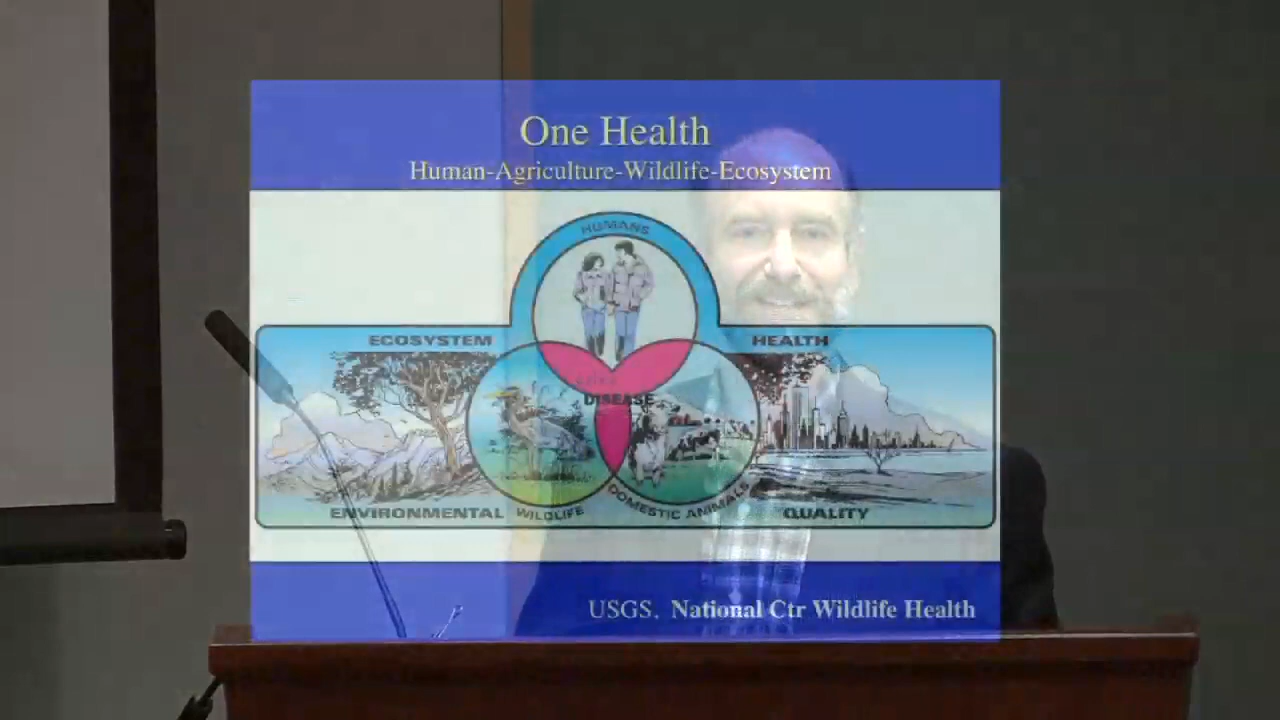 One Health
Human-Agriculture-Wildlife-Ecosystem
HUMANS
ECOSYSTEM HEALTH
DISEASE
ENVIRONMENTAL WILDLIFE DOMESTIC ANIMALS QUALITY
USGS, National Ctr Wildlife Health